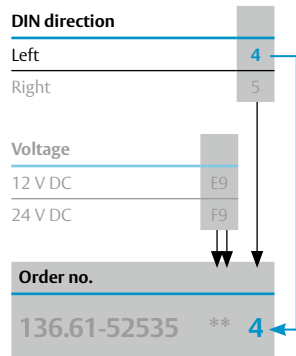 DIN direction
Left 4
Right 5
Voltage
12 V DC E9
24 V DC F9
Order no.
136.61-52535 ** 4